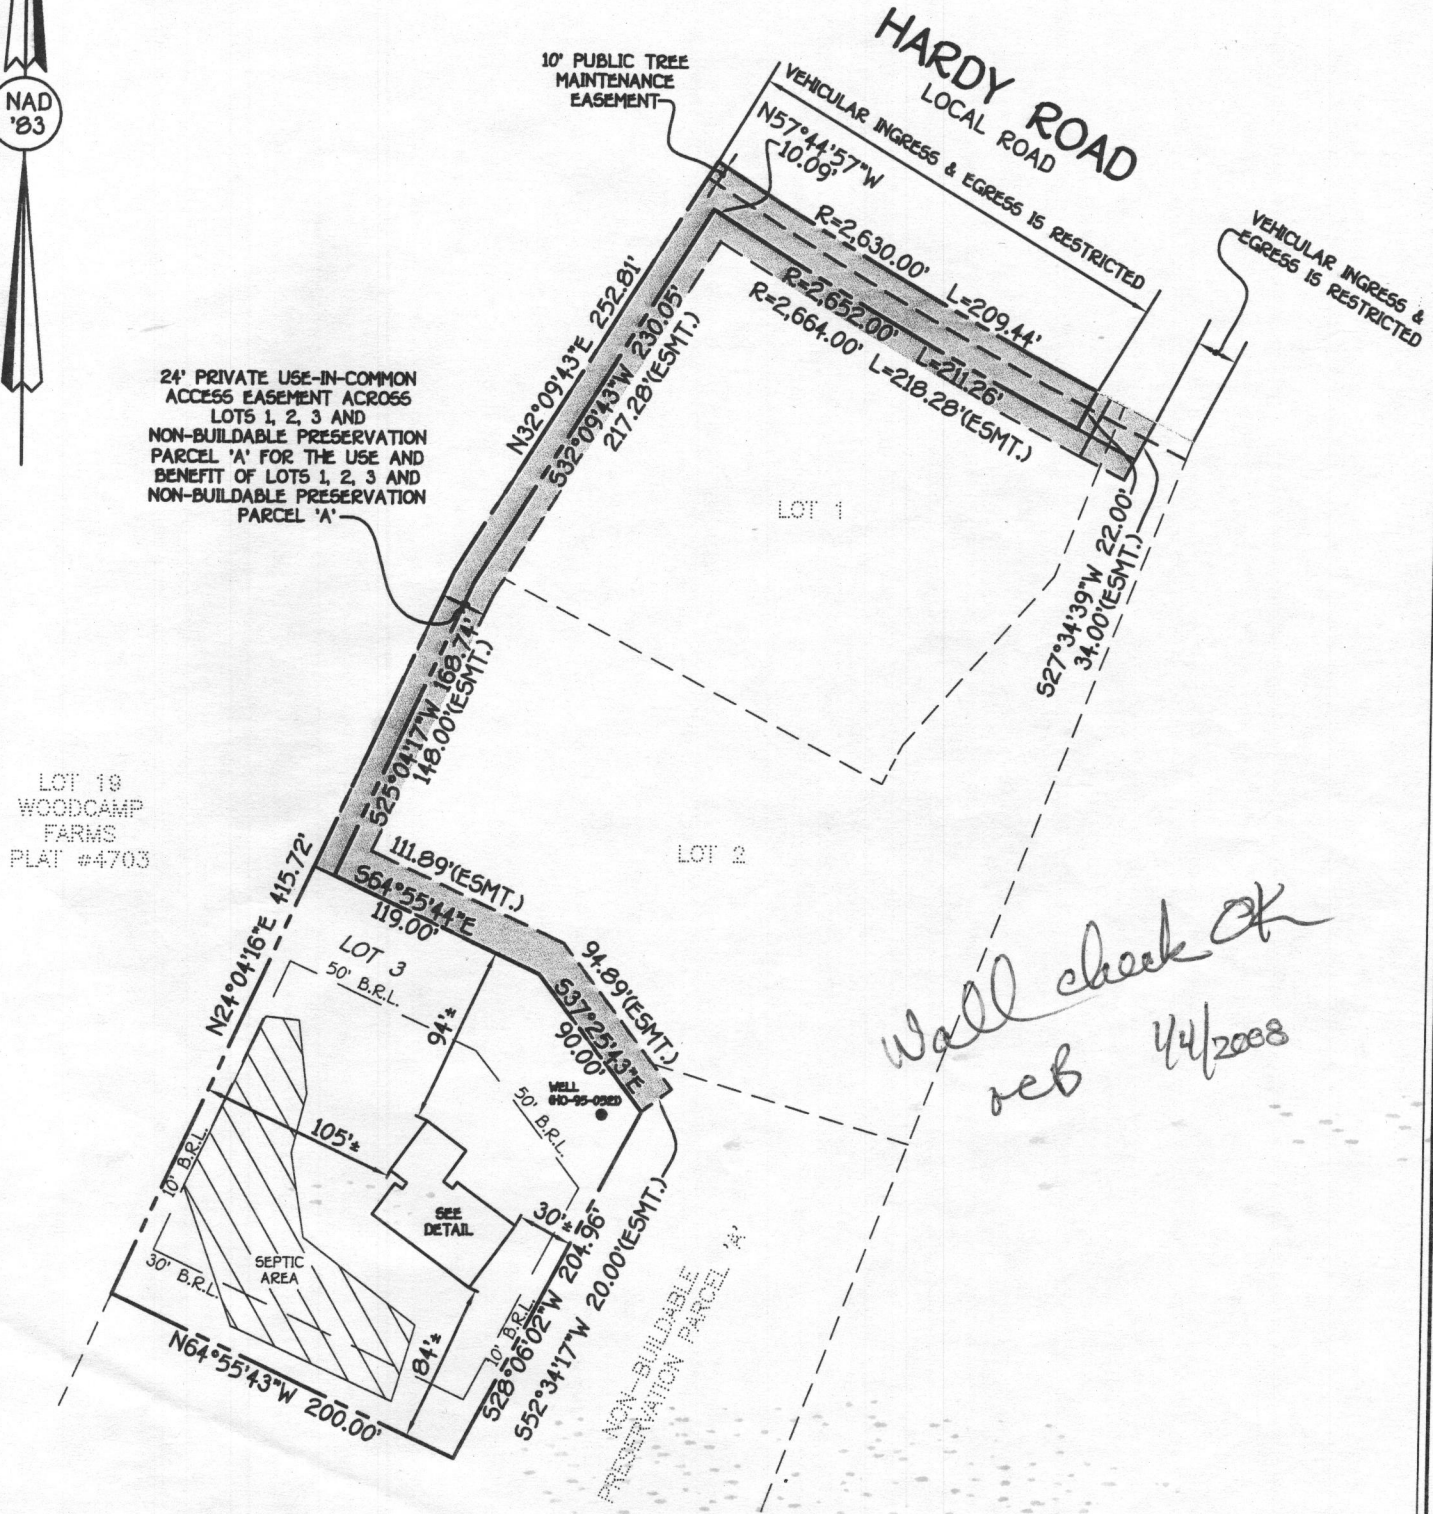 NAD
'83
10' PUBLIC TREE
MAINTENANCE
EASEMENT
HARDY ROAD
LOCAL ROAD
VEHICULAR INGRESS & EGRESS IS RESTRICTED
N57°44'57"W
10.09'
R=2,630.00' L=209.44'
R=2,652.00' L=211.26'
R=2,664.00' L=218.28'(ESMT.)
VEHICULAR INGRESS &
EGRESS IS RESTRICTED
N32°09'43"E 252.81'
S32°09'43"W 230.05'
217.28'(ESMT.)
24' PRIVATE USE-IN-COMMON
ACCESS EASEMENT ACROSS
LOTS 1, 2, 3 AND
NON-BUILDABLE PRESERVATION
PARCEL 'A' FOR THE USE AND
BENEFIT OF LOTS 1, 2, 3 AND
NON-BUILDABLE PRESERVATION
PARCEL 'A'
LOT 1
S27°34'39"W 22.00'
34.00'(ESMT.)
S25°04'17"W 168.74'
148.00'(ESMT.)
LOT 19
WOODCAMP
FARMS
PLAT #4703
LOT 2
111.89'(ESMT.)
S64°55'44"E
119.00'
N24°04'16"E 415.72'
LOT 3
50' B.R.L.
94'±
94.89'(ESMT.)
S37°25'43"E
90.00'
WELL
50' B.R.L.
Wall check OK
1/4/2008
105'±
10' B.R.L.
SEE
DETAIL
30'±
SEPTIC
AREA
30' B.R.L.
84'±
10' B.R.L.
S28°06'02"W 204.96'
S52°34'17"W 20.00'(ESMT.)
NON-BUILDABLE
PRESERVATION PARCEL 'A'
N64°55'43"W 200.00'